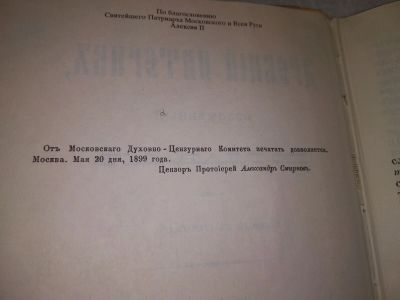 По благословению
Святейшего Патриарха Московского и Всея Руси
Алексия II
Отъ Московскаго Духовно-Цензурнаго Комитета печатать дозволяется.
Москва. Мая 20 дня, 1899 года.
Цензоръ Протоіерей Александръ Смирновъ.